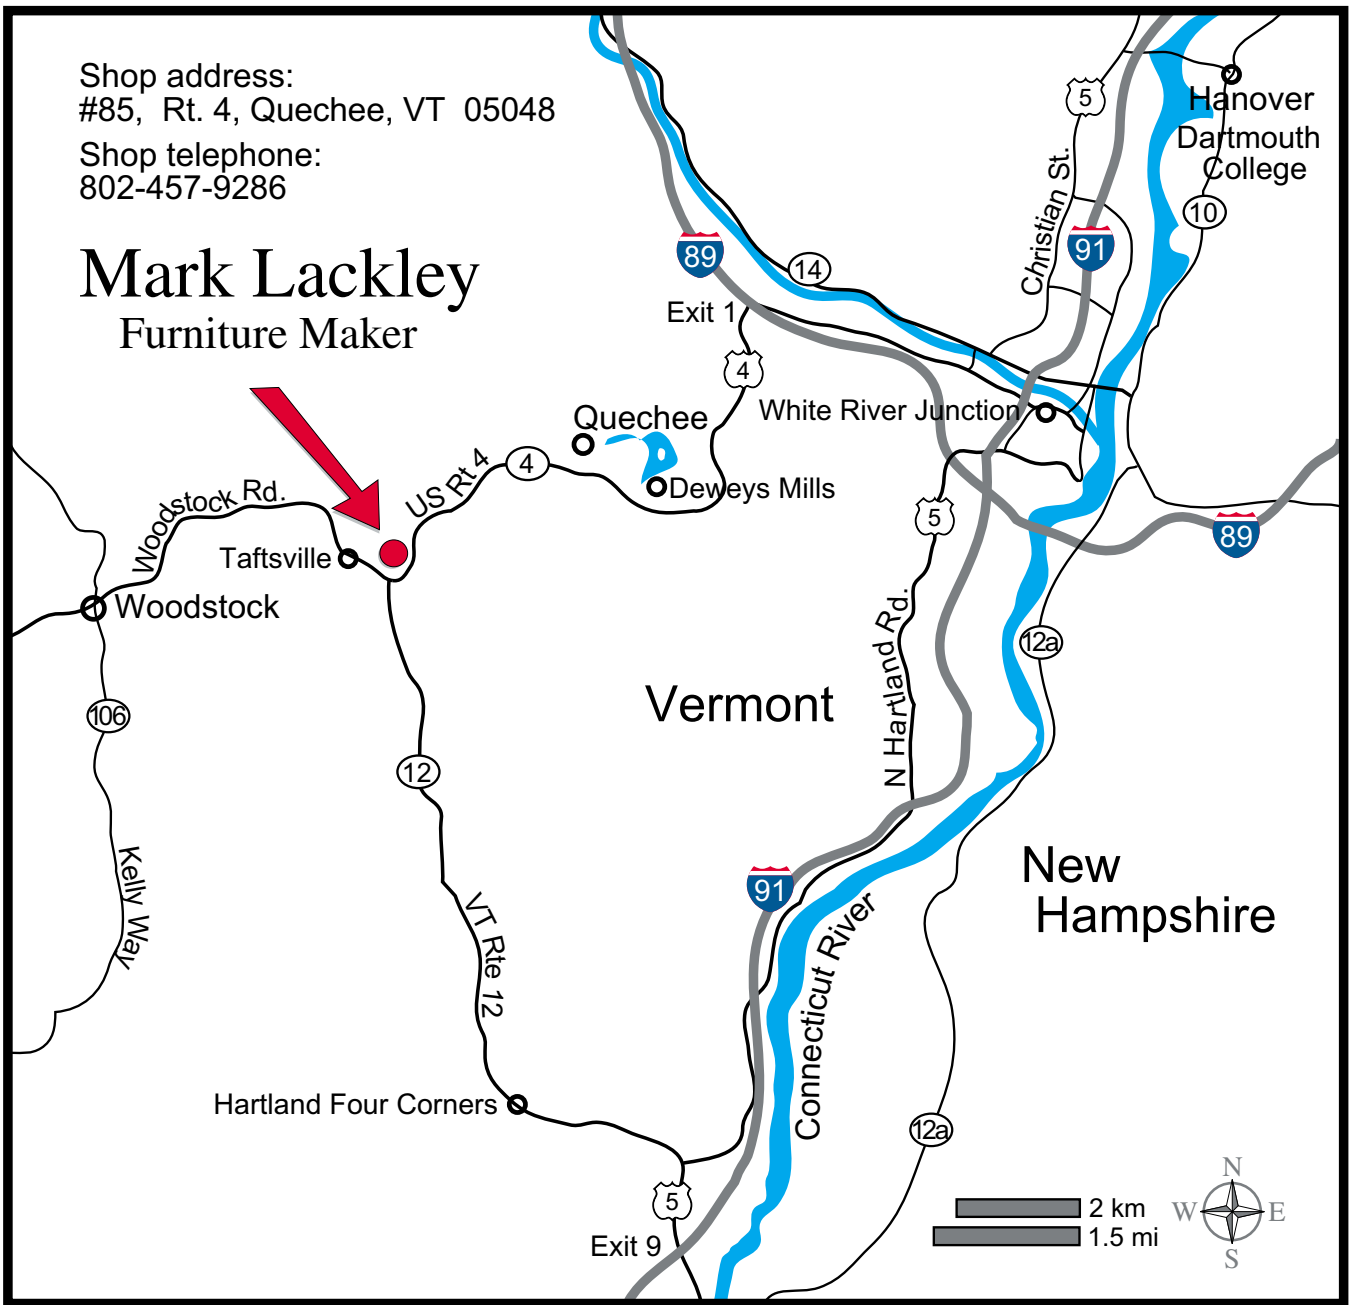 Shop address:
#85, Rt. 4, Quechee, VT 05048
Shop telephone:
802-457-9286
Mark Lackley
Furniture Maker
5
Hanover
Dartmouth
College
Christian St.
10
91
89
14
Exit 1
4
Quechee
White River Junction
US Rt 4
4
Deweys Mills
Woodstock Rd.
5
89
Taftsville
Woodstock
N Hartland Rd.
12a
Vermont
106
12
Kelly Way
New
Hampshire
91
VT Rte 12
Connecticut River
Hartland Four Corners
12a
5
Exit 9
N
W
E
S
2 km
1.5 mi